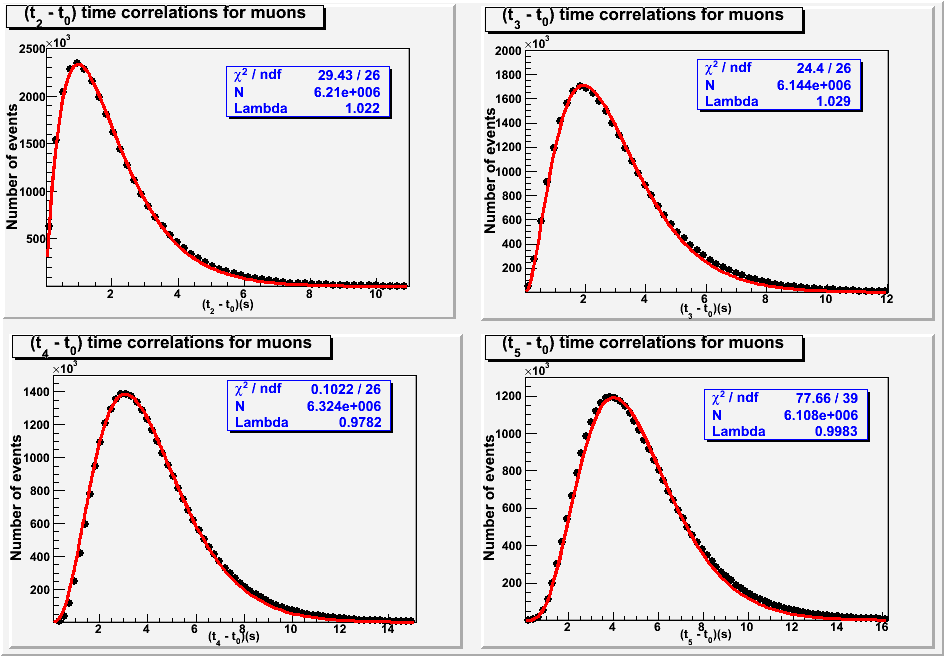 (t2 - t0) time correlations for muons
×10³
2500
2000
1500
1000
500
Number of events
χ² / ndf 29.43 / 26
N 6.21e+006
Lambda 1.022
2 4 6 8 10
(t2 - t0)(s)
(t3 - t0) time correlations for muons
×10³
2000
1800
1600
1400
1200
1000
800
600
400
200
Number of events
χ² / ndf 24.4 / 26
N 6.144e+006
Lambda 1.029
2 4 6 8 10 12
(t3 - t0)(s)
(t4 - t0) time correlations for muons
×10³
1400
1200
1000
800
600
400
200
Number of events
χ² / ndf 0.1022 / 26
N 6.324e+006
Lambda 0.9782
2 4 6 8 10 12 14
(t4 - t0)(s)
(t5 - t0) time correlations for muons
×10³
1200
1000
800
600
400
200
Number of events
χ² / ndf 77.66 / 39
N 6.108e+006
Lambda 0.9983
2 4 6 8 10 12 14 16
(t5 - t0)(s)